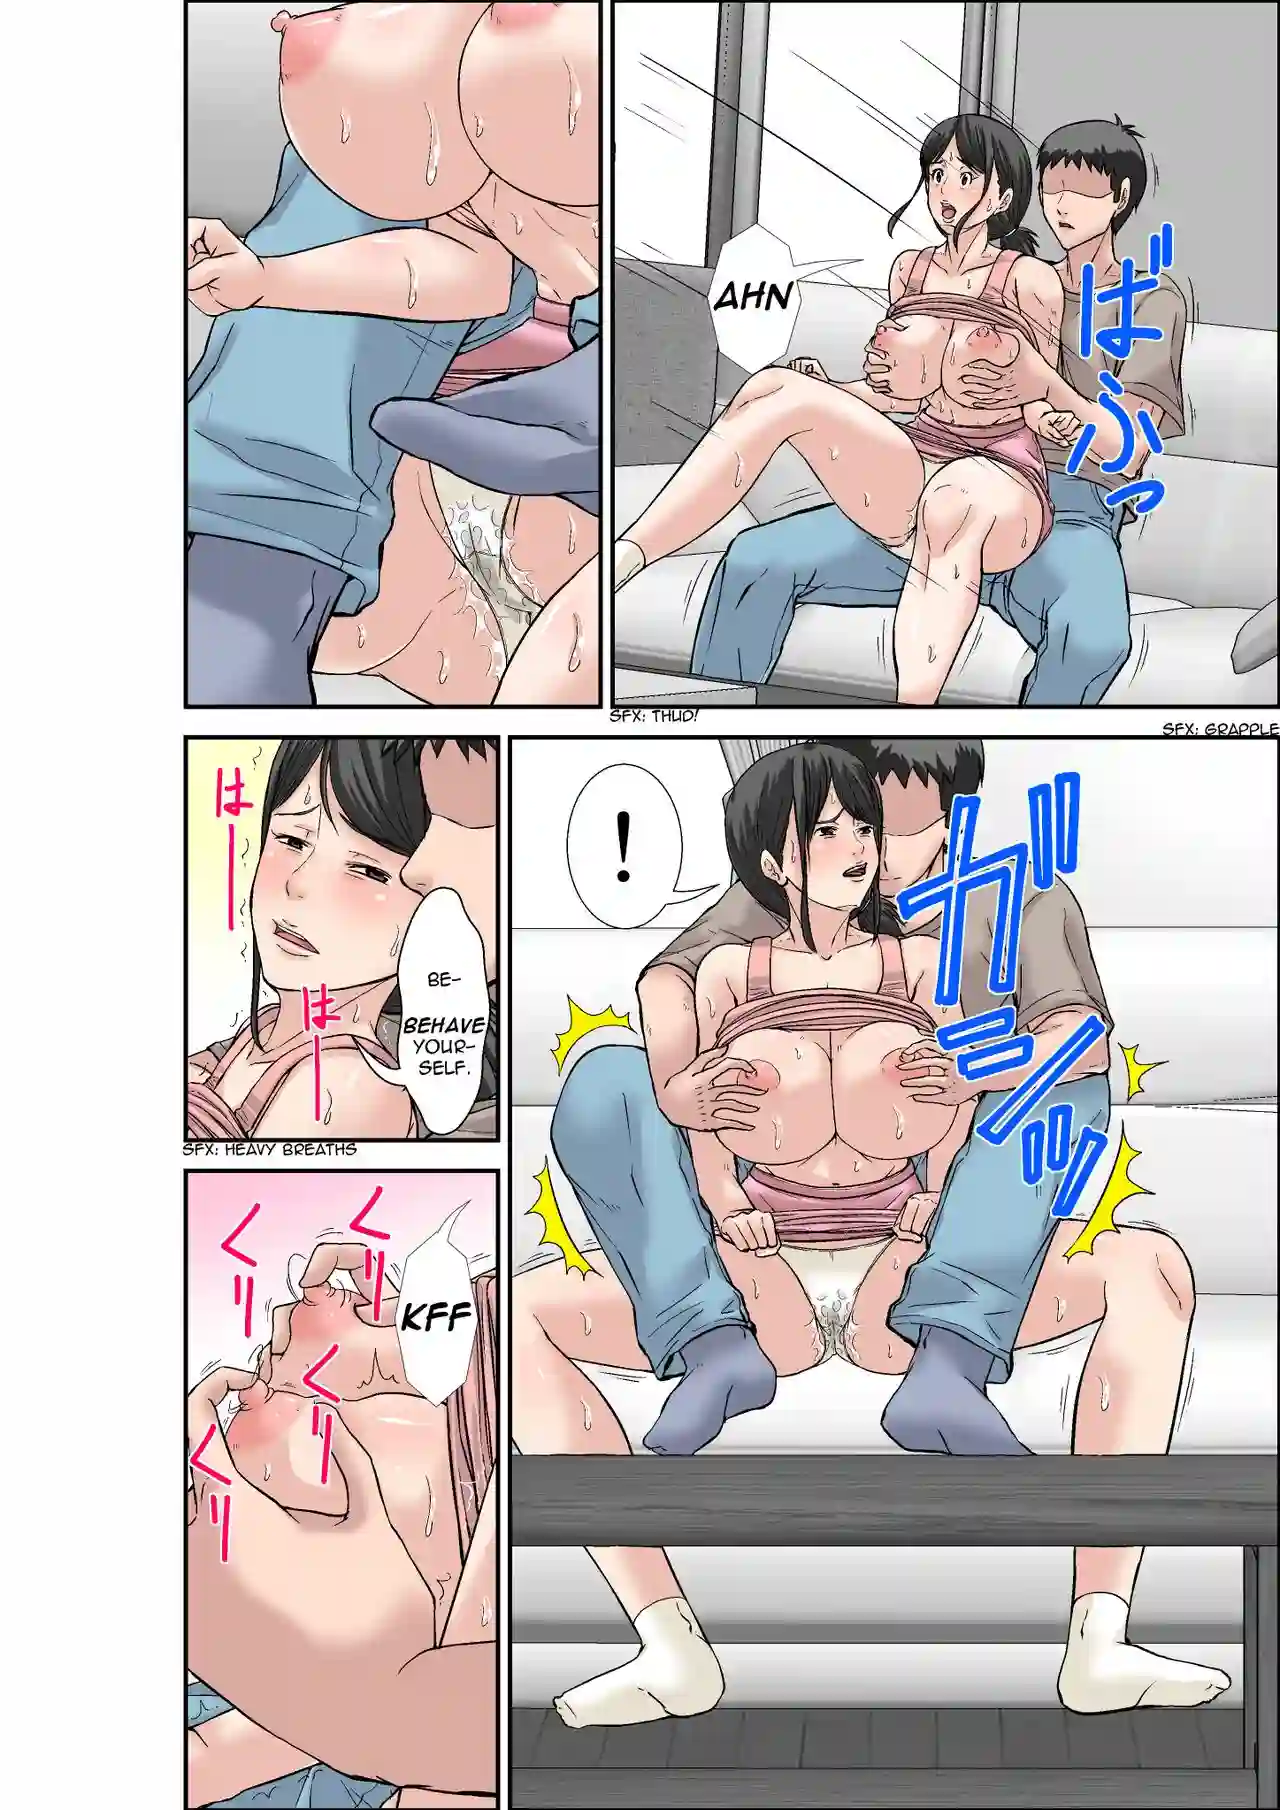 AHN
ばふっ
SFX: THUD!
SFX: GRAPPLE
!
ガシッ
はー
はー
BE-
BEHAVE
YOUR-
SELF.
SFX: HEAVY BREATHS
くり
くり
くり
くり
KFF